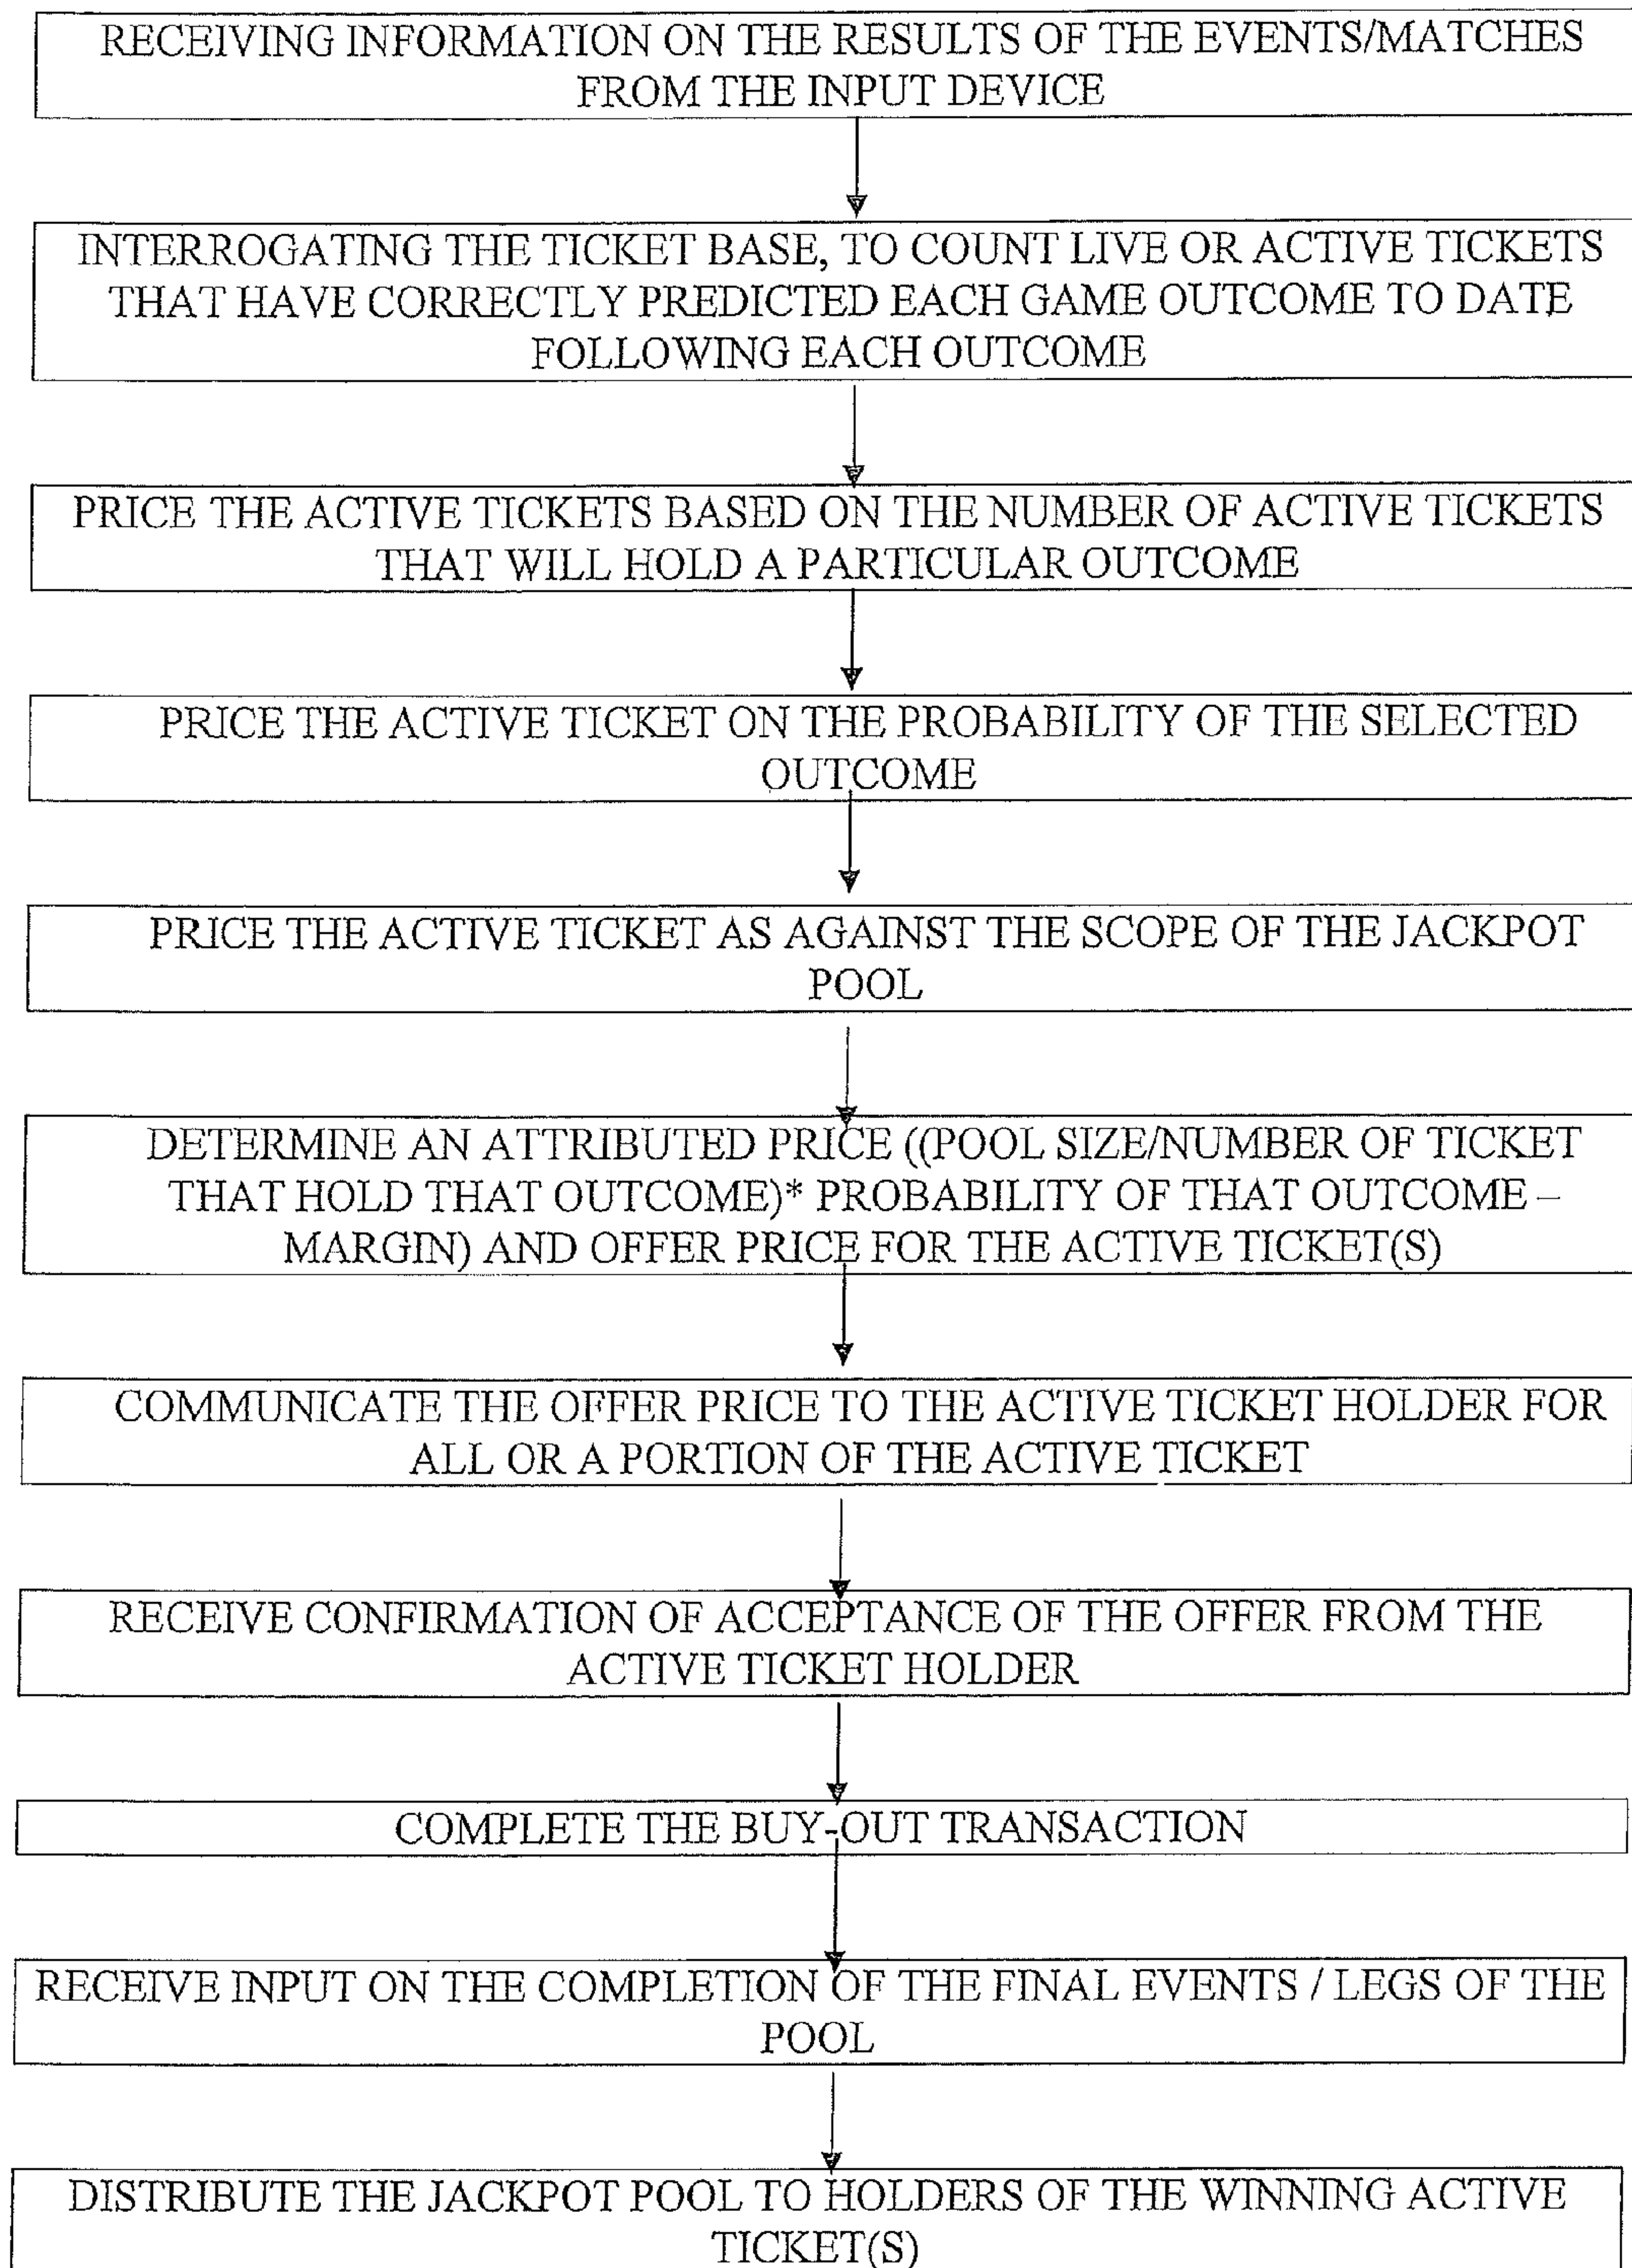 RECEIVING INFORMATION ON THE RESULTS OF THE EVENTS/MATCHES
FROM THE INPUT DEVICE
INTERROGATING THE TICKET BASE, TO COUNT LIVE OR ACTIVE TICKETS
THAT HAVE CORRECTLY PREDICTED EACH GAME OUTCOME TO DATE
FOLLOWING EACH OUTCOME
PRICE THE ACTIVE TICKETS BASED ON THE NUMBER OF ACTIVE TICKETS
THAT WILL HOLD A PARTICULAR OUTCOME
PRICE THE ACTIVE TICKET ON THE PROBABILITY OF THE SELECTED
OUTCOME
PRICE THE ACTIVE TICKET AS AGAINST THE SCOPE OF THE JACKPOT
POOL
DETERMINE AN ATTRIBUTED PRICE ((POOL SIZE/NUMBER OF TICKET
THAT HOLD THAT OUTCOME)* PROBABILITY OF THAT OUTCOME –
MARGIN) AND OFFER PRICE FOR THE ACTIVE TICKET(S)
COMMUNICATE THE OFFER PRICE TO THE ACTIVE TICKET HOLDER FOR
ALL OR A PORTION OF THE ACTIVE TICKET
RECEIVE CONFIRMATION OF ACCEPTANCE OF THE OFFER FROM THE
ACTIVE TICKET HOLDER
COMPLETE THE BUY-OUT TRANSACTION
RECEIVE INPUT ON THE COMPLETION OF THE FINAL EVENTS / LEGS OF THE
POOL
DISTRIBUTE THE JACKPOT POOL TO HOLDERS OF THE WINNING ACTIVE
TICKET(S)